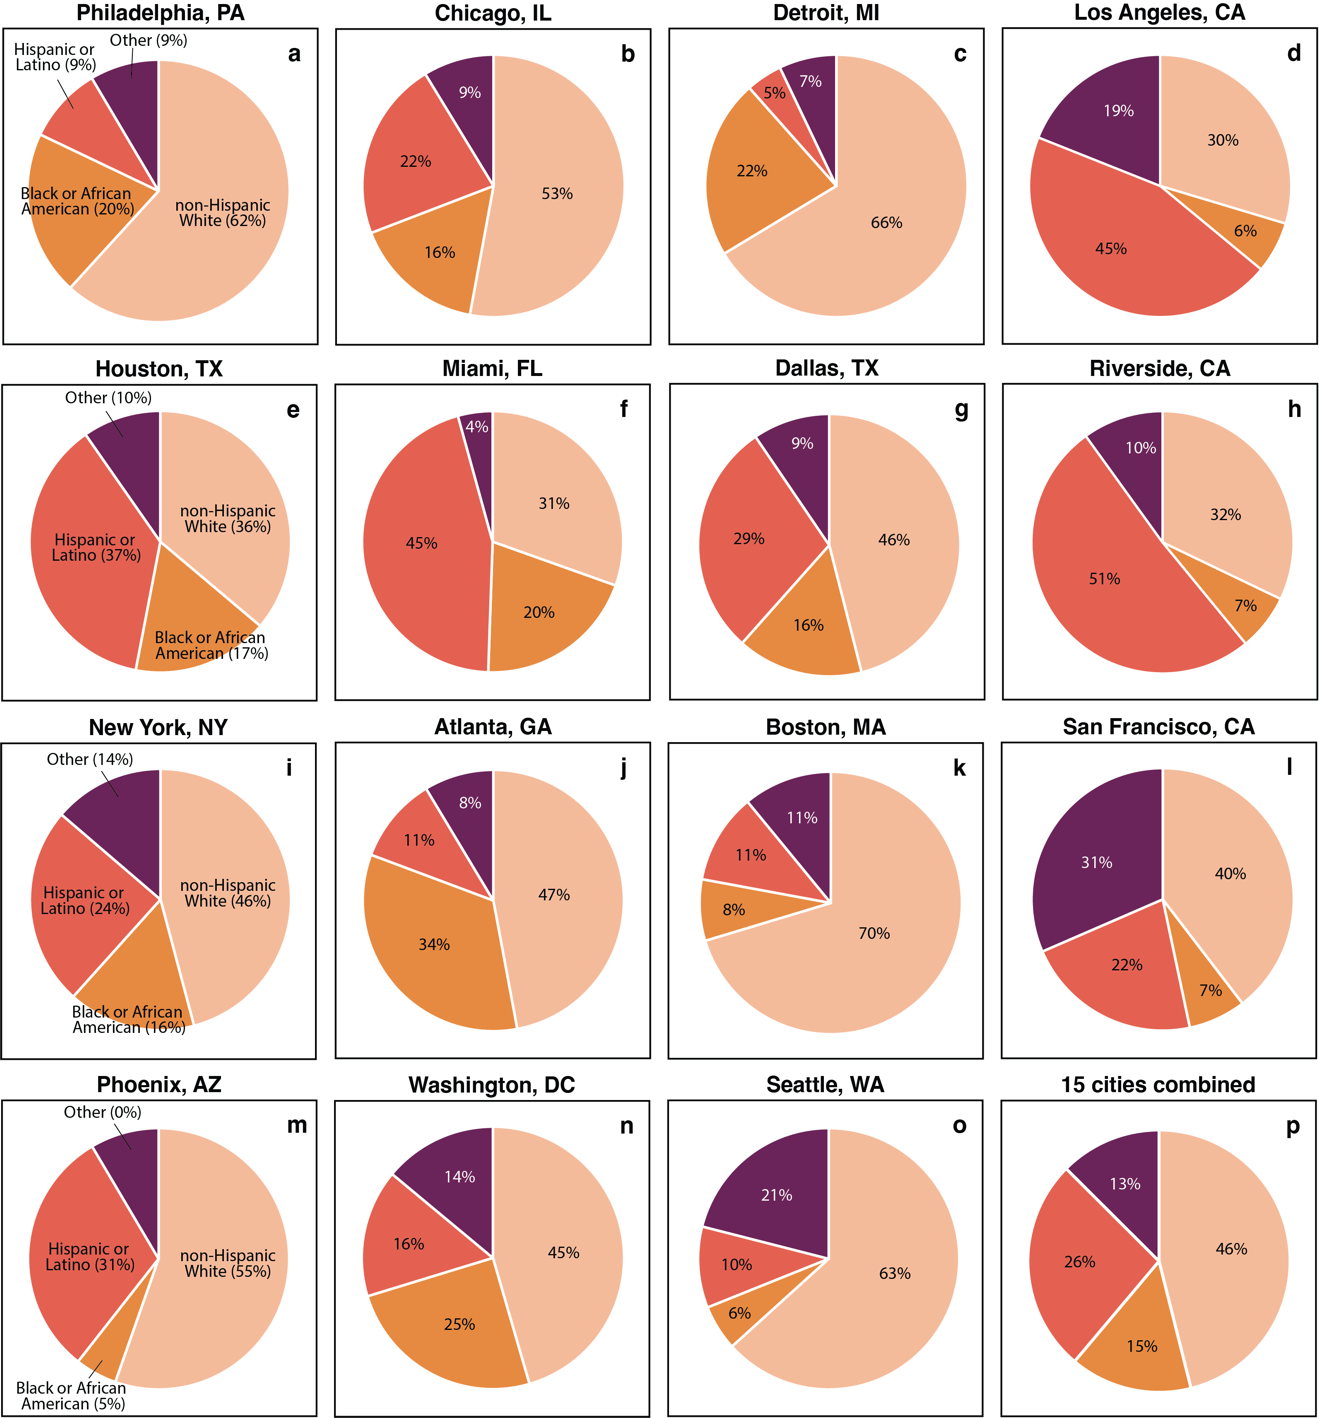 Philadelphia, PA
a
Other (9%)
Hispanic or
Latino (9%)
Black or African
American (20%)
non-Hispanic
White (62%)
Chicago, IL
b
9%
22%
53%
16%
Detroit, MI
c
7%
5%
22%
66%
Los Angeles, CA
d
19%
30%
6%
45%
Houston, TX
e
Other (10%)
non-Hispanic
White (36%)
Hispanic or
Latino (37%)
Black or African
American (17%)
Miami, FL
f
4%
31%
45%
20%
Dallas, TX
g
9%
29%
46%
16%
Riverside, CA
h
10%
32%
51%
7%
New York, NY
i
Other (14%)
non-Hispanic
White (46%)
Hispanic or
Latino (24%)
Black or African
American (16%)
Atlanta, GA
j
8%
11%
47%
34%
Boston, MA
k
11%
11%
8%
70%
San Francisco, CA
l
31%
40%
22%
7%
Phoenix, AZ
m
Other (0%)
Hispanic or
Latino (31%)
non-Hispanic
White (55%)
Black or African
American (5%)
Washington, DC
n
14%
16%
45%
25%
Seattle, WA
o
21%
10%
63%
6%
15 cities combined
p
13%
46%
26%
15%